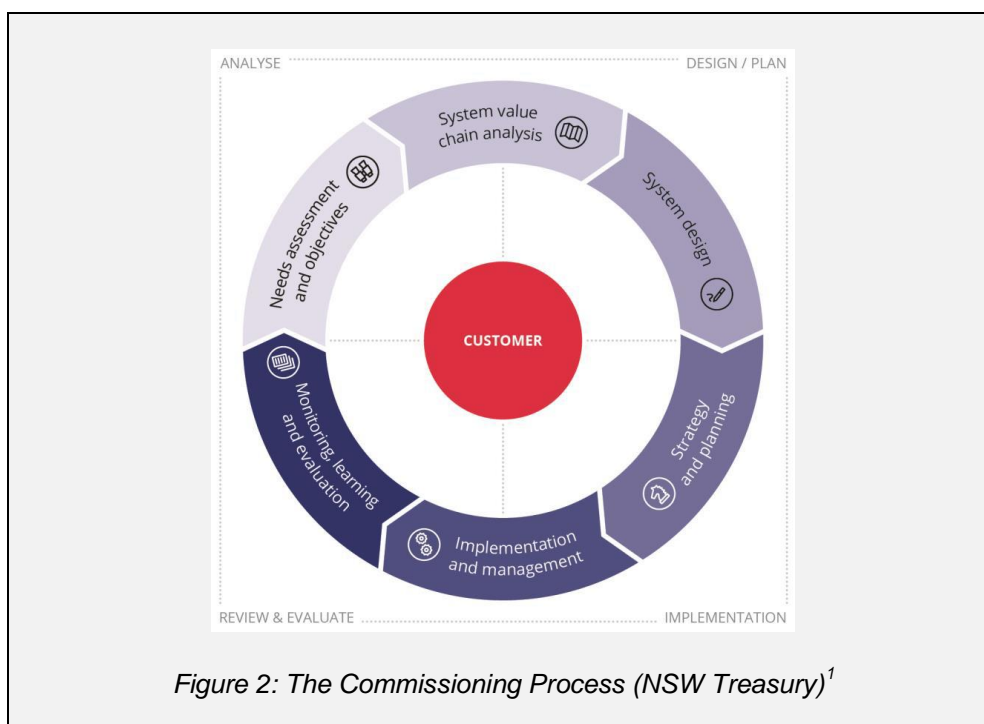 ANALYSE
DESIGN / PLAN
System value
chain analysis
System design
Needs assessment
and objectives
CUSTOMER
Strategy
and planning
Monitoring, learning
and evaluation
Implementation
and management
REVIEW & EVALUATE
IMPLEMENTATION
Figure 2: The Commissioning Process (NSW Treasury)1